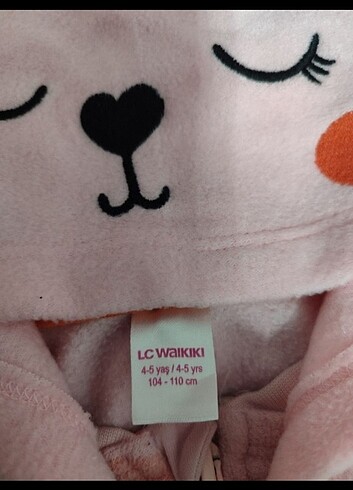 LC WAIKIKI
4-5 yaş / 4-5 yrs
104 - 110 cm